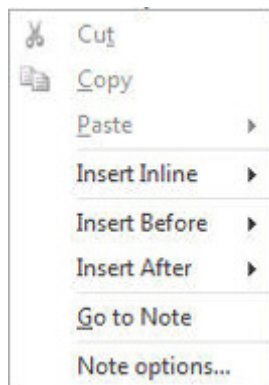 Cut
Copy
Paste
Insert Inline
Insert Before
Insert After
Go to Note
Note options...